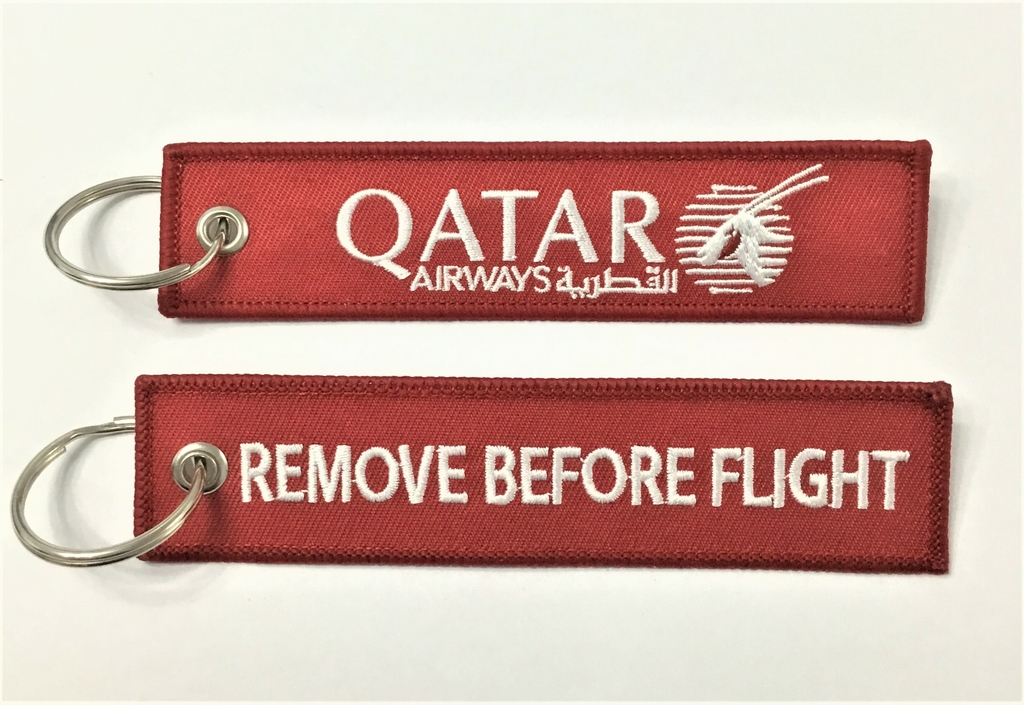 QATAR
AIRWAYS القطرية
REMOVE BEFORE FLIGHT